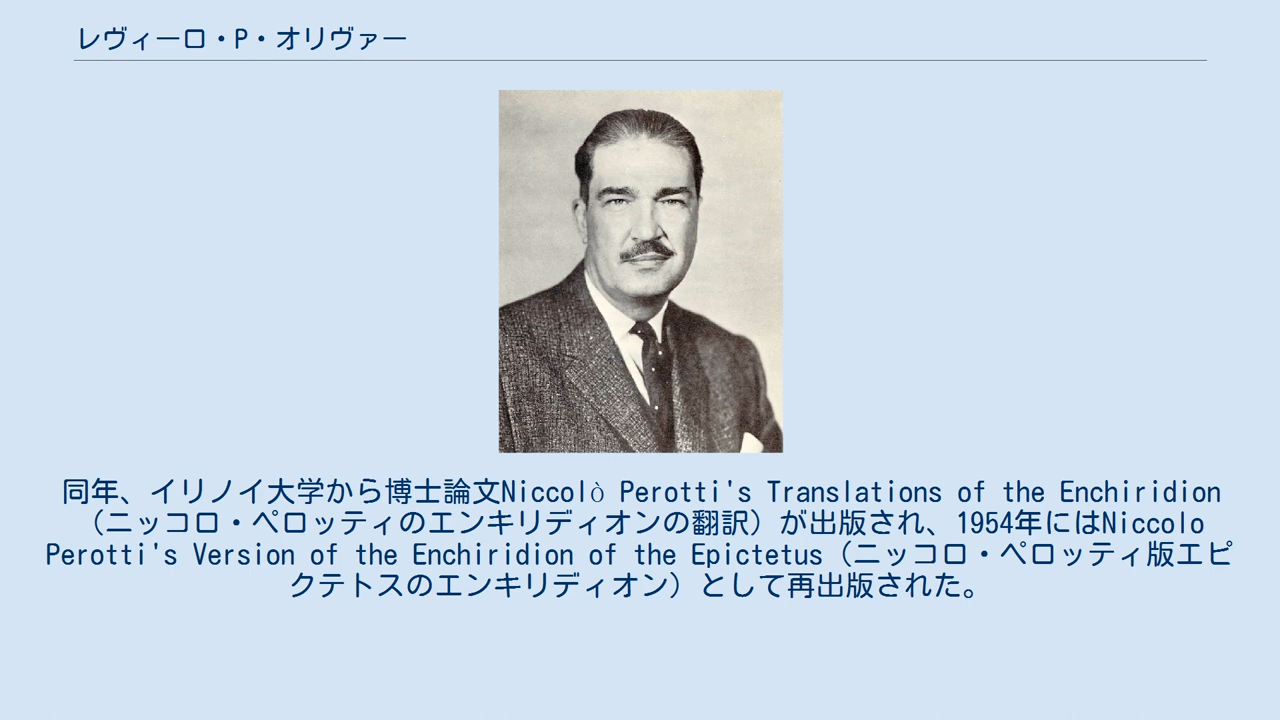 レヴィーロ・P・オリヴァー
同年、イリノイ大学から博士論文Niccolò Perotti's Translations of the Enchiridion
（ニッコロ・ペロッティのエンキリディオンの翻訳）が出版され、1954年にはNiccolo
Perotti's Version of the Enchiridion of the Epictetus（ニッコロ・ペロッティ版エピ
クテトスのエンキリディオン）として再出版された。